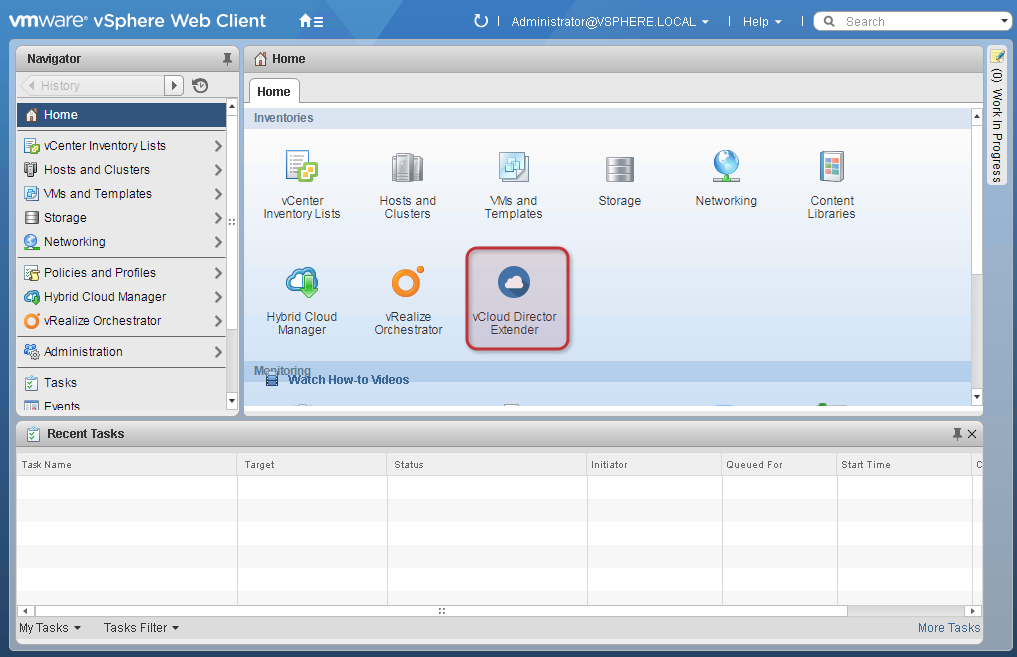 vmware® vSphere Web Client
Administrator@VSPHERE.LOCAL
Help
Search
Navigator
History
Home
vCenter Inventory Lists
Hosts and Clusters
VMs and Templates
Storage
Networking
Policies and Profiles
Hybrid Cloud Manager
vRealize Orchestrator
Administration
Tasks
Events
Home
Home
Inventories
vCenter
Inventory Lists
Hosts and
Clusters
VMs and
Templates
Storage
Networking
Content
Libraries
Hybrid Cloud
Manager
vRealize
Orchestrator
vCloud Director
Extender
Monitoring
Watch How-to Videos
(0) Work In Progress
Recent Tasks
Task Name
Target
Status
Initiator
Queued For
Start Time
C
My Tasks
Tasks Filter
More Tasks